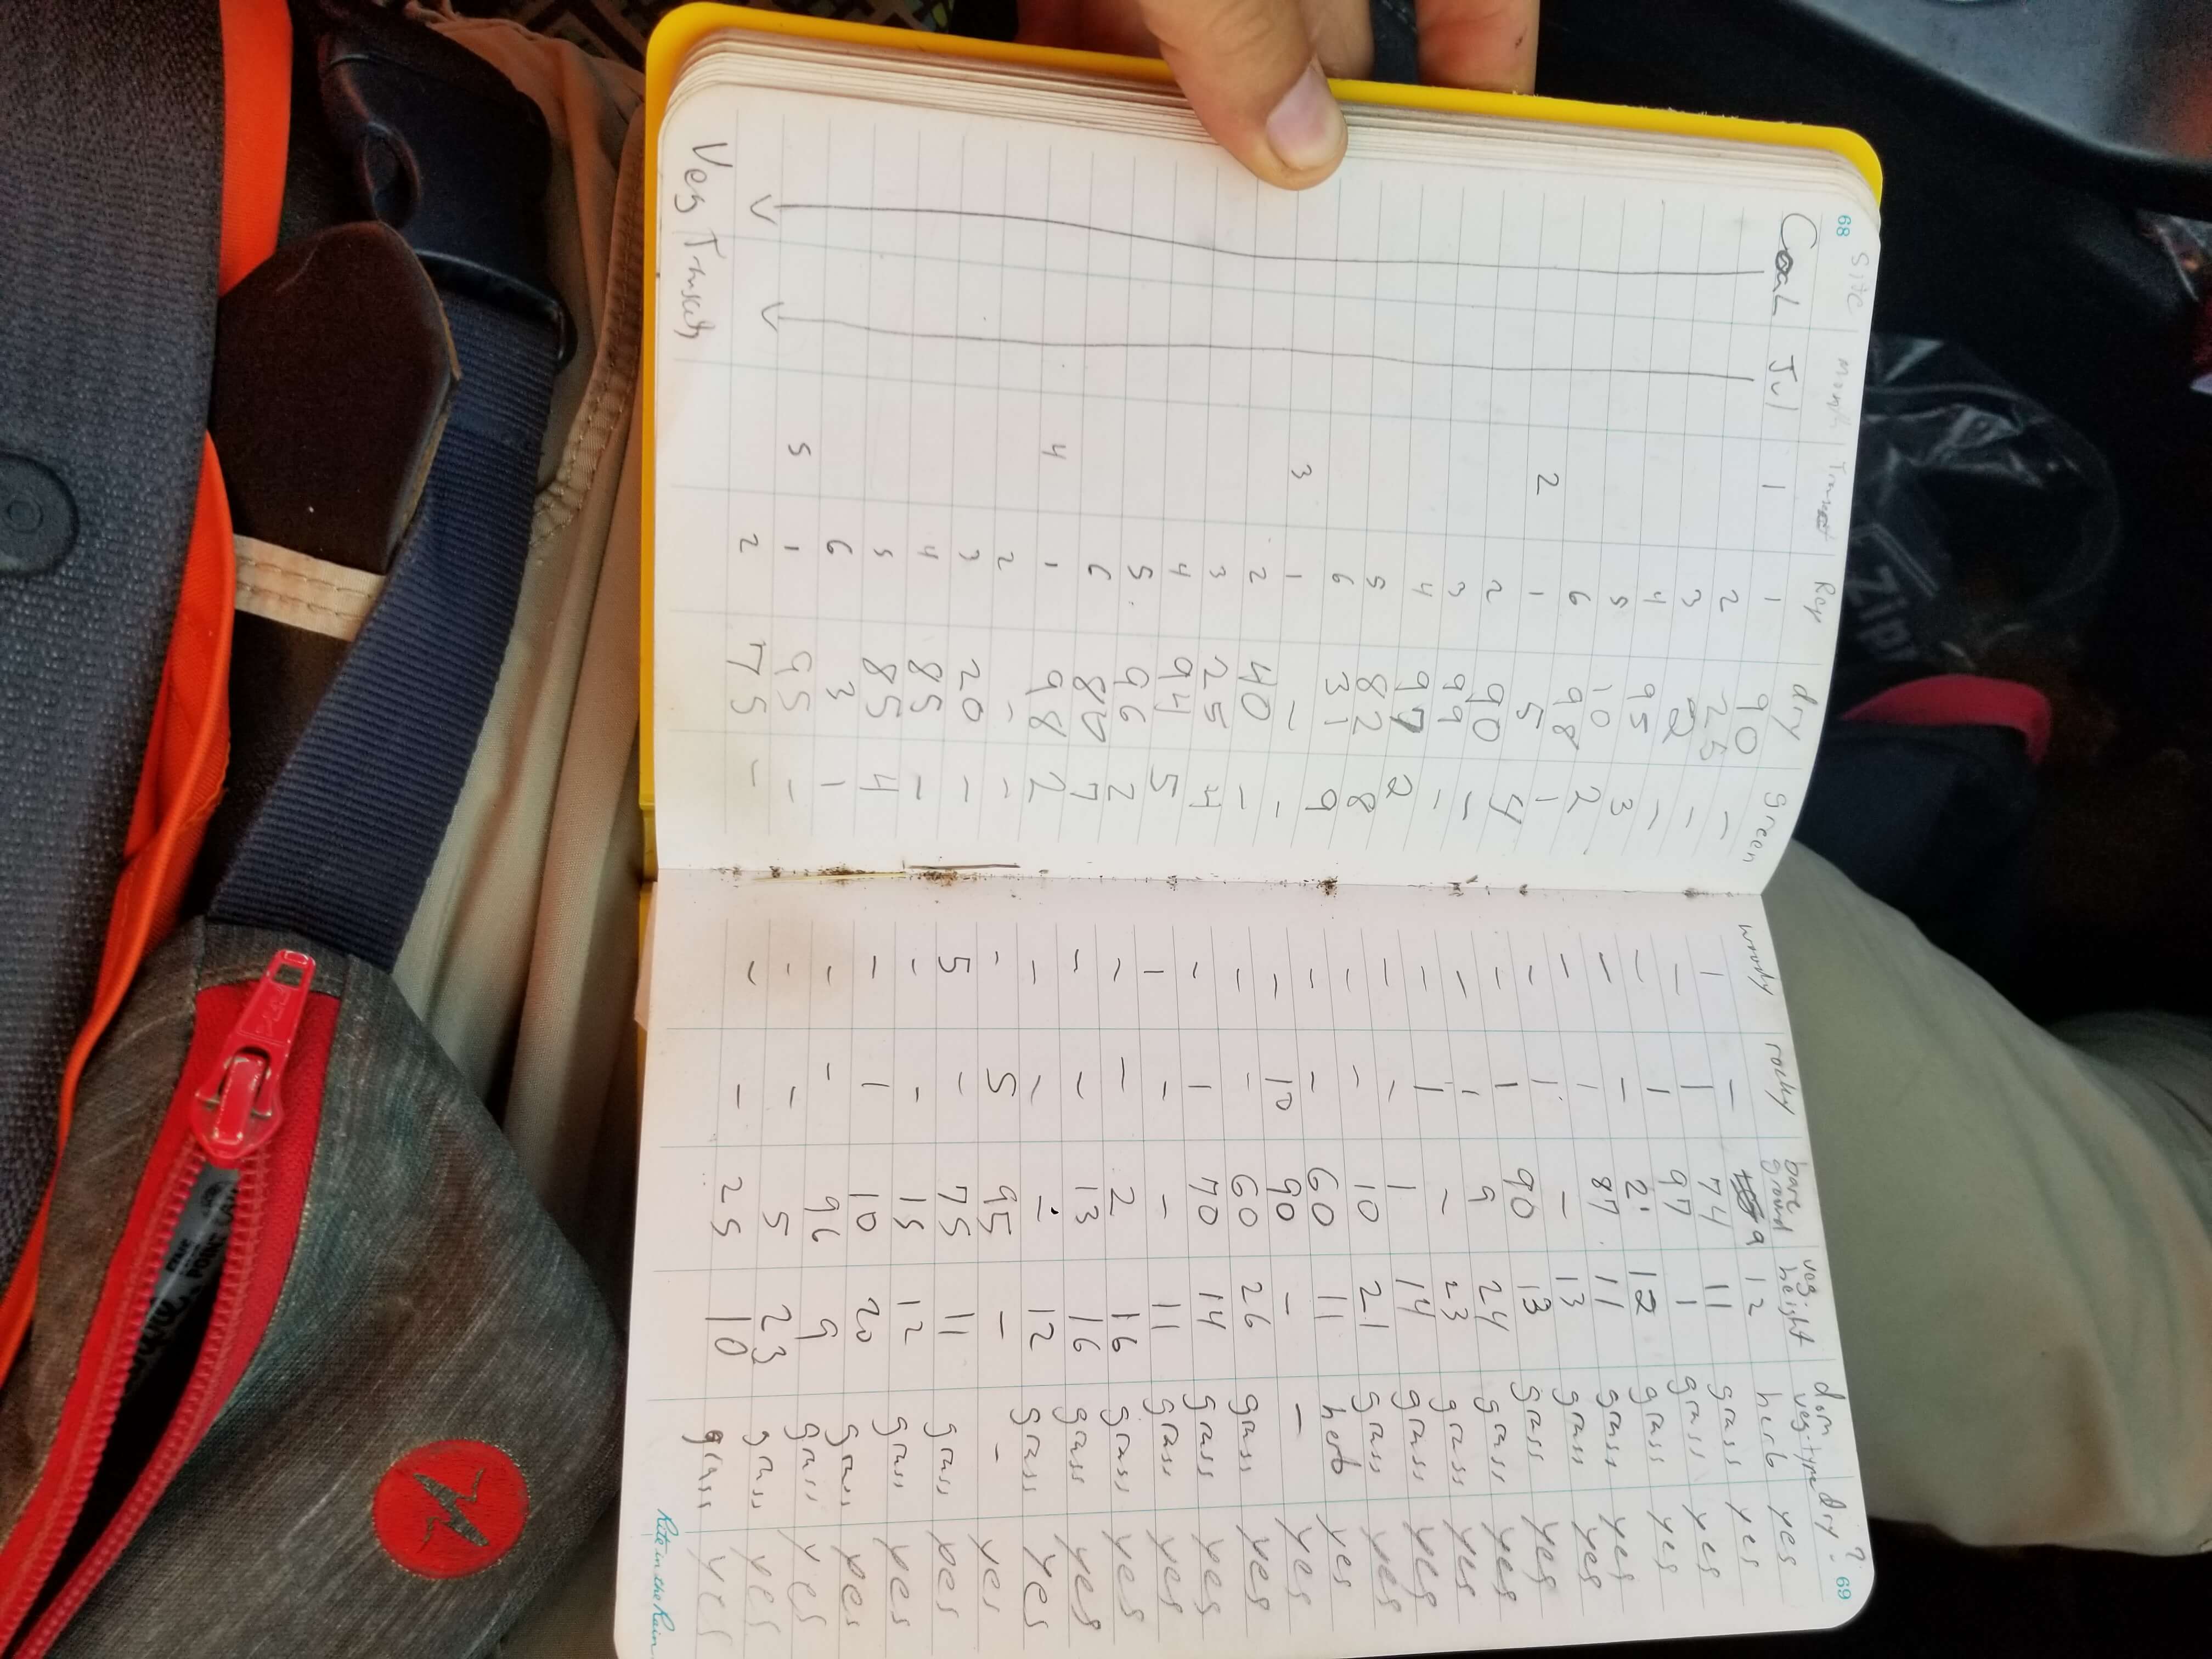 68 Site Month Transect Rep dry green
Coal Jul 1 1 90 -
2 25 -
3 2 -
4 95 3
5 10 2
6 98 1
2 1 5 4
2 90 -
3 99 -
4 97 2
5 82 8
6 31 9
3 1 - -
2 40 -
3 25 4
4 94 5
5 96 2
6 80 7
4 1 98 2
2 - -
3 20 -
4 85 -
5 85 4
6 3 1
5 1 95 -
2 75 -
Veg Transects
woody rocky bare ground veg. height dom veg type dry? 69
1 - 9 12 herb yes
- 1 74 11 grass yes
- 1 97 1 grass yes
- - 2 12 grass yes
- 1 87 11 grass yes
- 1 - 13 grass yes
- 1 90 13 grass yes
- 1 9 24 grass yes
- 1 - 23 grass yes
- - 1 14 grass yes
- - 10 21 grass yes
- - 60 11 herb yes
- 10 90 - - yes
- - 60 26 grass yes
- 1 70 14 grass yes
1 - - 11 grass yes
- - 2 16 grass yes
- - 13 16 grass yes
- - - 12 grass yes
- 5 95 - - yes
5 - 75 11 grass yes
- - 15 12 grass yes
- 1 10 20 grass yes
- - 96 9 grass yes
- - 5 23 grass yes
- - 25 10 grass yes
Rite in the Rain